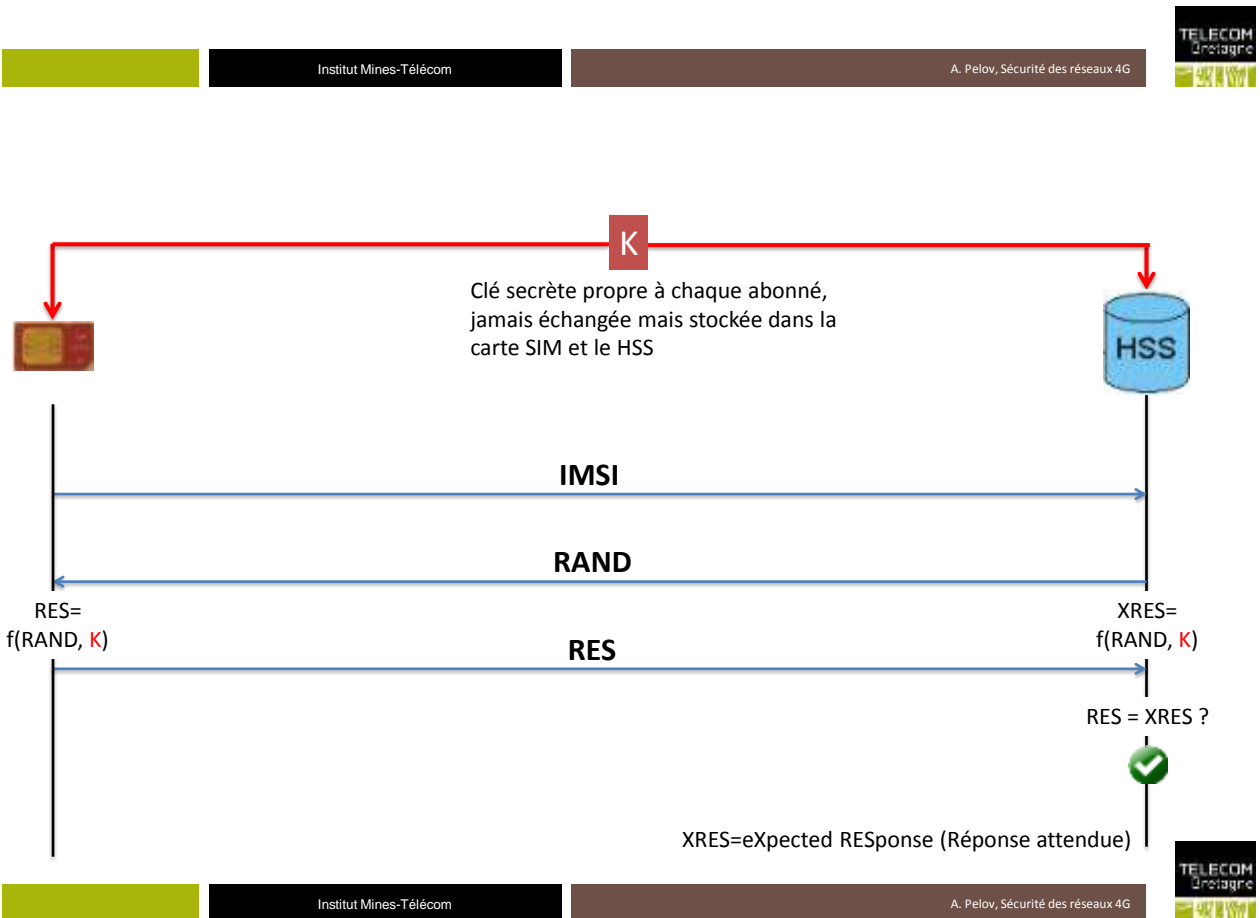 TELECOM
Bretagne
Institut Mines-Télécom
A. Pelov, Sécurité des réseaux 4G
K
Clé secrète propre à chaque abonné,
jamais échangée mais stockée dans la
carte SIM et le HSS
HSS
IMSI
RAND
RES=
f(RAND, K)
XRES=
f(RAND, K)
RES
RES = XRES ?
XRES=eXpected RESponse (Réponse attendue)
TELECOM
Bretagne
Institut Mines-Télécom
A. Pelov, Sécurité des réseaux 4G